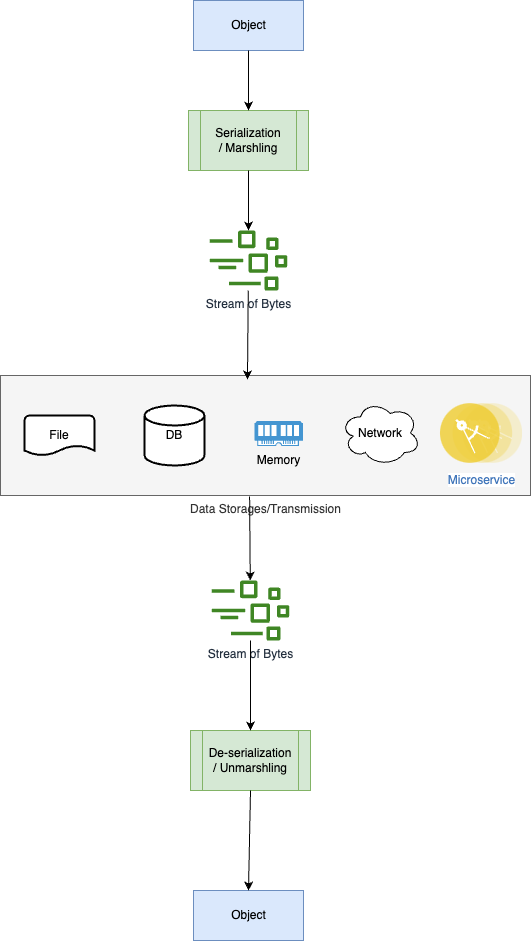 Object
Serialization
/ Marshling
Stream of Bytes
File
DB
Memory
Network
Microservice
Data Storages/Transmission
Stream of Bytes
De-serialization
/ Unmarshling
Object